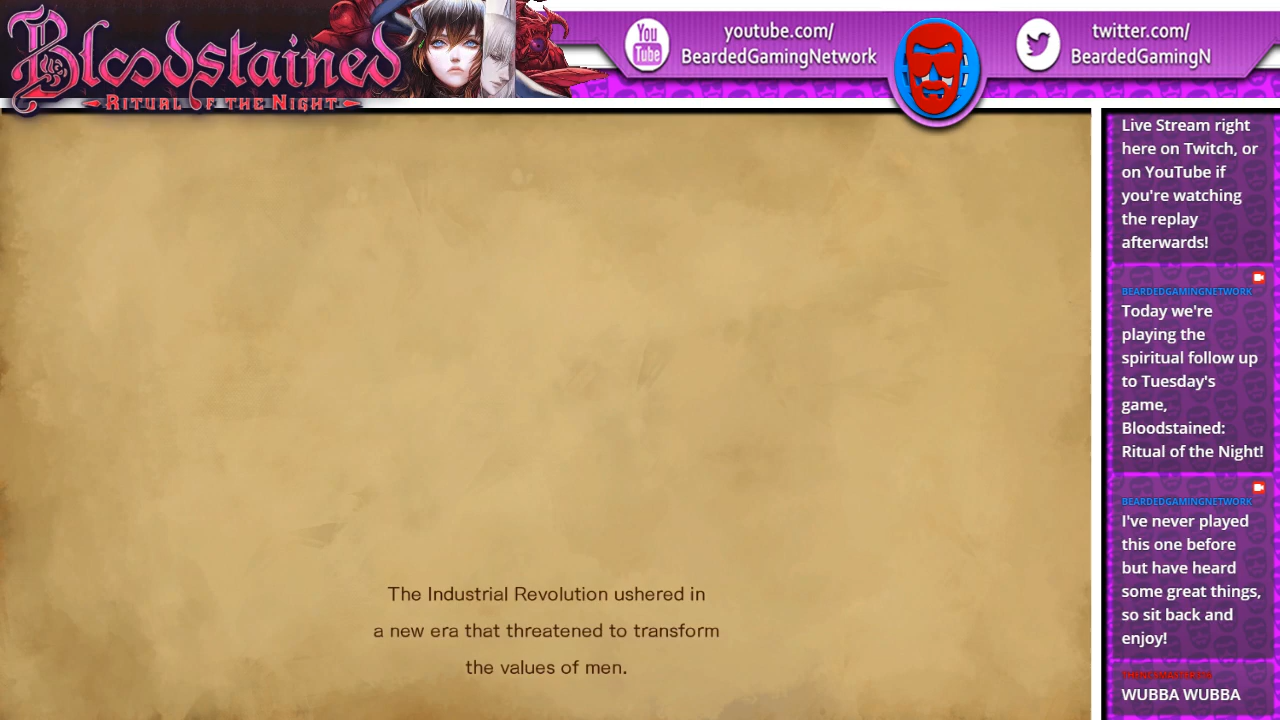 Bloodstained
RITUAL OF THE NIGHT
You
Tube
youtube.com/
BeardedGamingNetwork
twitter.com/
BeardedGamingN
The Industrial Revolution ushered in
a new era that threatened to transform
the values of men.
Live Stream right
here on Twitch, or
on YouTube if
you're watching
the replay
afterwards!
BEARDEDGAMINGNETWORK
Today we're
playing the
spiritual follow up
to Tuesday's
game,
Bloodstained:
Ritual of the Night!
BEARDEDGAMINGNETWORK
I've never played
this one before
but have heard
some great things,
so sit back and
enjoy!
WUBBA WUBBA